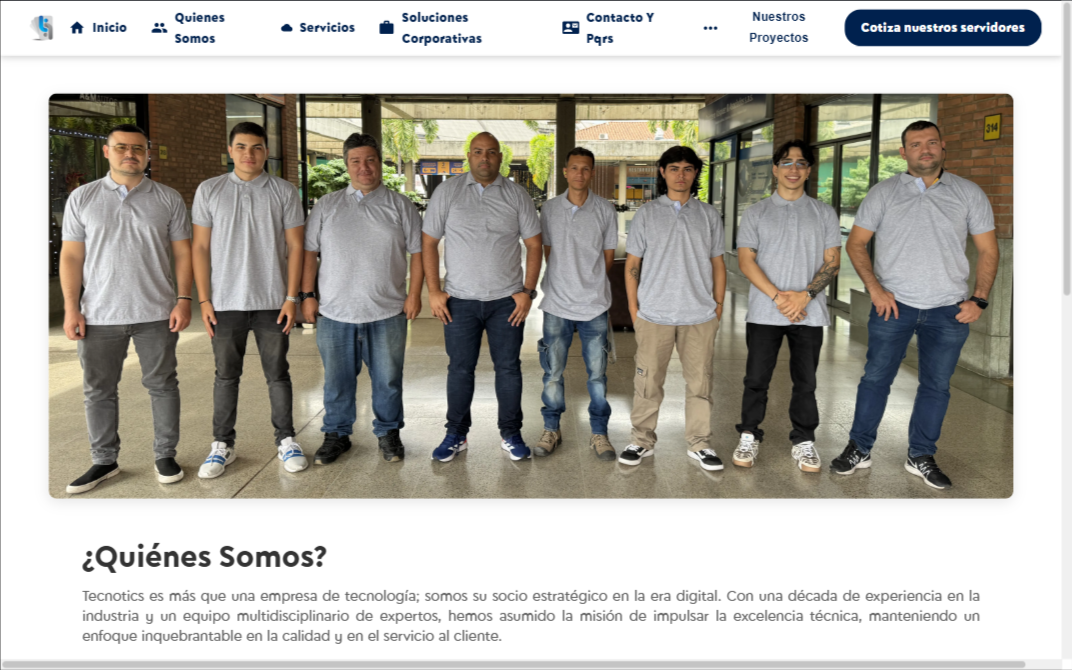 Inicio
Quienes
Somos
Servicios
Soluciones
Corporativas
Contacto Y
Pqrs
Nuestros
Proyectos
Cotiza nuestros servidores
314
¿Quiénes Somos?
Tecnotics es más que una empresa de tecnología; somos su socio estratégico en la era digital. Con una década de experiencia en la
industria y un equipo multidisciplinario de expertos, hemos asumido la misión de impulsar la excelencia técnica, manteniendo un
enfoque inquebrantable en la calidad y en el servicio al cliente.